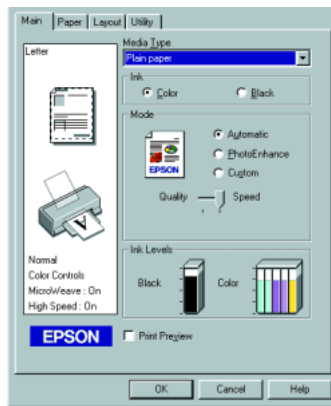 Main Paper Layout Utility
Letter
Media Type
Plain paper
Ink
Color Black
Mode
Automatic
PhotoEnhance
Custom
EPSON
Quality Speed
Normal
Color Controls
MicroWeave : On
High Speed : On
Ink Levels
Black Color
EPSON
Print Preview
OK Cancel Help